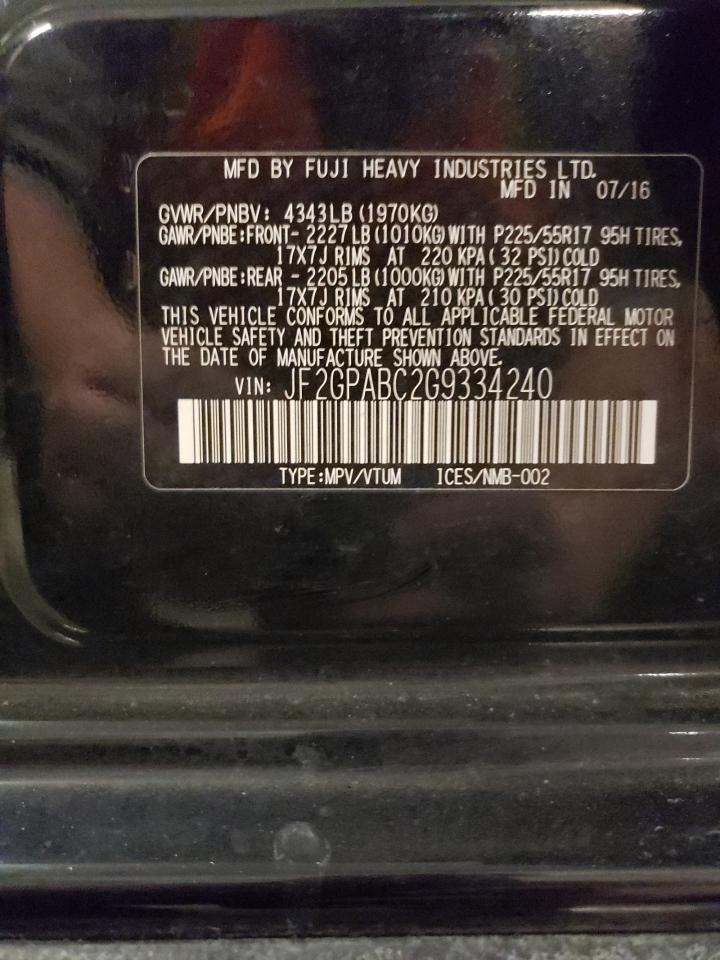 MFD BY FUJI HEAVY INDUSTRIES LTD.
MFD IN 07/16
GVWR/PNBV: 4343LB (1970KG)
GAWR/PNBE:FRONT- 2227LB (1010KG) WITH P225/55R17 95H TIRES,
17X7J RIMS AT 220 KPA ( 32 PSI) COLD
GAWR/PNBE:REAR - 2205LB (1000KG) WITH P225/55R17 95H TIRES,
17X7J RIMS AT 210 KPA ( 30 PSI) COLD
THIS VEHICLE CONFORMS TO ALL APPLICABLE FEDERAL MOTOR
VEHICLE SAFETY AND THEFT PREVENTION STANDARDS IN EFFECT ON
THE DATE OF MANUFACTURE SHOWN ABOVE.
VIN: JF2GPABC2G9334240
TYPE:MPV/VTUM ICES/NMB-002